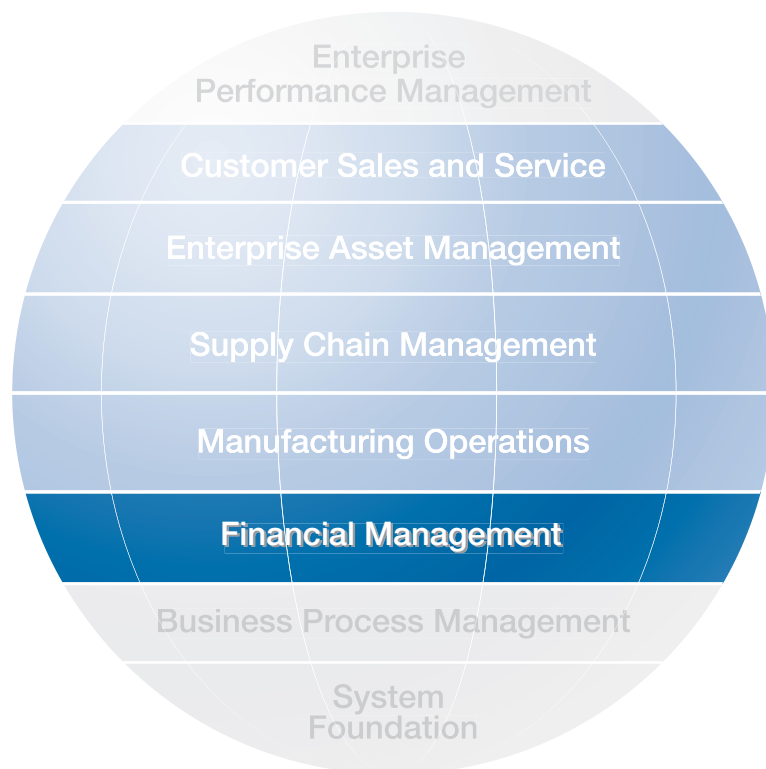 Enterprise
Performance Management
Customer Sales and Service
Enterprise Asset Management
Supply Chain Management
Manufacturing Operations
Financial Management
Business Process Management
System
Foundation